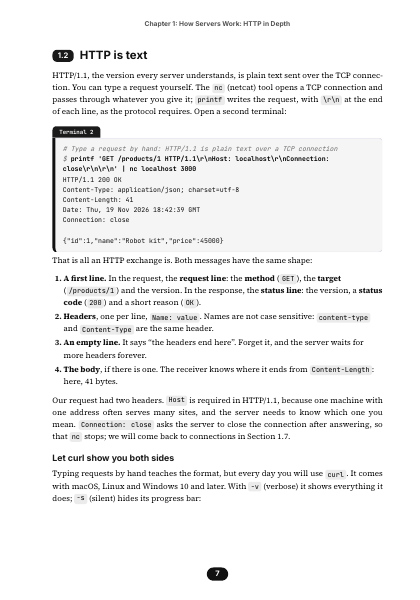 Chapter 1: How Servers Work: HTTP in Depth
1.2 HTTP is text
HTTP/1.1, the version every server understands, is plain text sent over the TCP connec-
tion. You can type a request yourself. The nc (netcat) tool opens a TCP connection and
passes through whatever you give it; printf writes the request, with \r\n at the end
of each line, as the protocol requires. Open a second terminal:
Terminal 2
# Type a request by hand: HTTP/1.1 is plain text over a TCP connection
$ printf 'GET /products/1 HTTP/1.1\r\nHost: localhost\r\nConnection:
close\r\n\r\n' | nc localhost 3000
HTTP/1.1 200 OK
Content-Type: application/json; charset=utf-8
Content-Length: 41
Date: Thu, 19 Nov 2026 18:42:39 GMT
Connection: close
{"id":1,"name":"Robot kit","price":45000}
That is all an HTTP exchange is. Both messages have the same shape:
1. A first line. In the request, the request line: the method (GET), the target
(/products/1) and the version. In the response, the status line: the version, a status
code (200) and a short reason (OK).
2. Headers, one per line, Name: value. Names are not case sensitive: content-type
and Content-Type are the same header.
3. An empty line. It says “the headers end here”. Forget it, and the server waits for
more headers forever.
4. The body, if there is one. The receiver knows where it ends from Content-Length:
here, 41 bytes.
Our request had two headers. Host is required in HTTP/1.1, because one machine with
one address often serves many sites, and the server needs to know which one you
mean. Connection: close asks the server to close the connection after answering, so
that nc stops; we will come back to connections in Section 1.7.
Let curl show you both sides
Typing requests by hand teaches the format, but every day you will use curl. It comes
with macOS, Linux and Windows 10 and later. With -v (verbose) it shows everything it
does; -s (silent) hides its progress bar:
7